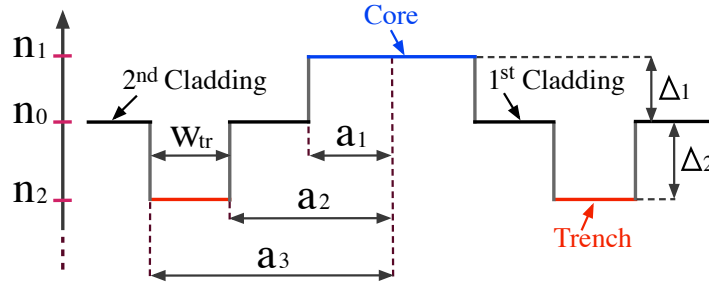 Core
n₁
2ⁿᵈ Cladding
1ˢᵗ Cladding
Δ₁
n₀
Wₜᵣ
a₁
Δ₂
n₂
a₂
Trench
a₃